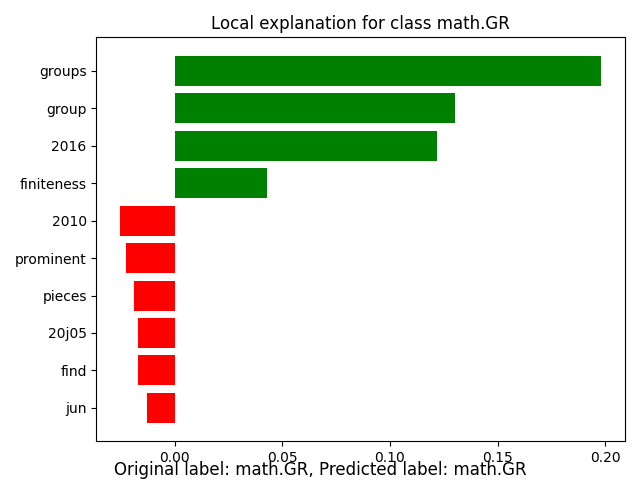 Local explanation for class math.GR
groups
group
2016
finiteness
2010
prominent
pieces
20j05
find
jun
0.00 0.05 0.10 0.15 0.20
Original label: math.GR, Predicted label: math.GR